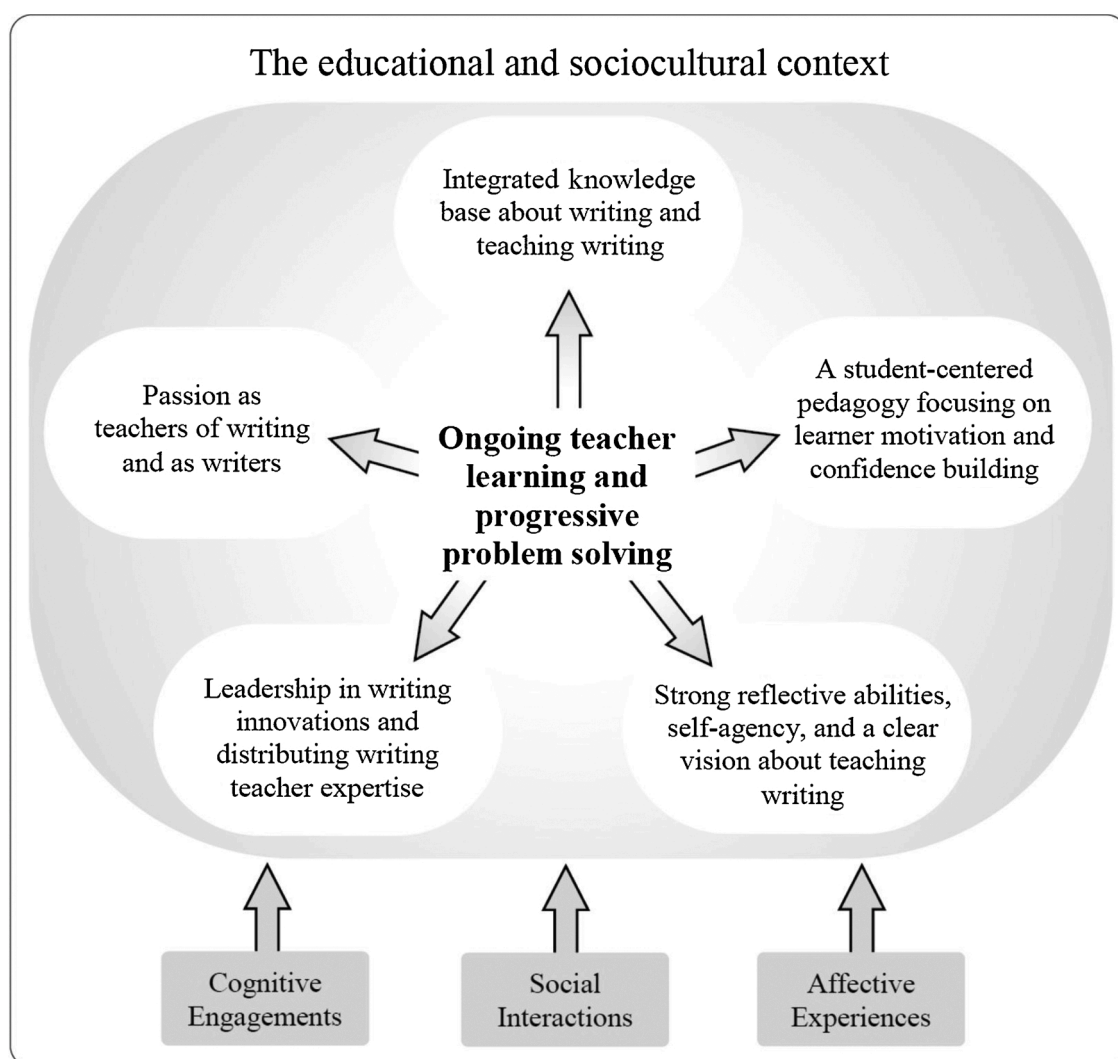 The educational and sociocultural context
Integrated knowledge
base about writing and
teaching writing
Passion as
teachers of writing
and as writers
A student-centered
pedagogy focusing on
learner motivation and
confidence building
Ongoing teacher
learning and
progressive
problem solving
Leadership in writing
innovations and
distributing writing
teacher expertise
Strong reflective abilities,
self-agency, and a clear
vision about teaching
writing
Cognitive
Engagements
Social
Interactions
Affective
Experiences